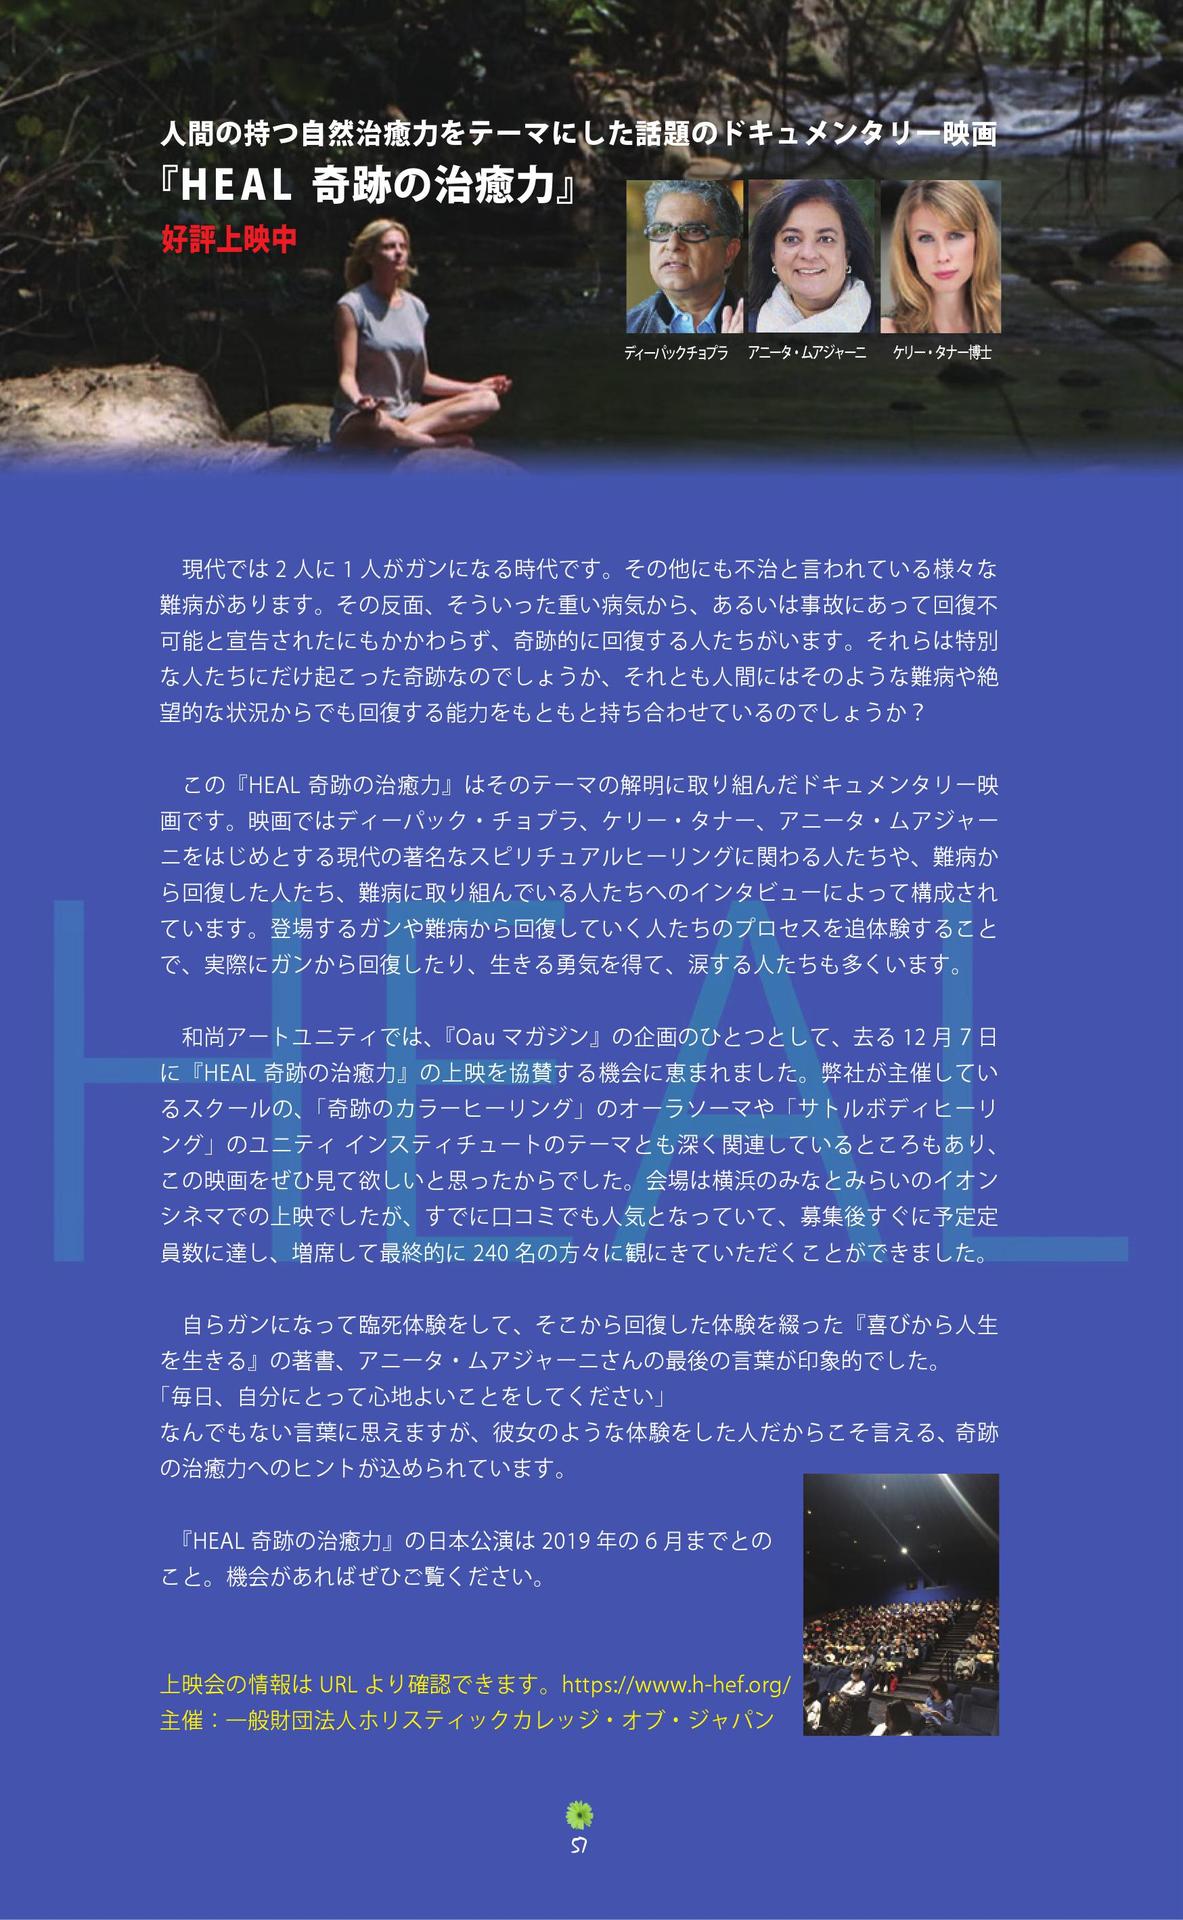 人間の持つ自然治癒力をテーマにした話題のドキュメンタリー映画
『HEAL 奇跡の治癒力』
好評上映中
ディーパックチョプラ
アニータ・ムアジャーニ
ケリー・タナー博士
現代では 2 人に 1 人がガンになる時代です。その他にも不治と言われている様々な
難病があります。その反面、そういった重い病気から、あるいは事故にあって回復不
可能と宣告されたにもかかわらず、奇跡的に回復する人たちがいます。それらは特別
な人たちにだけ起こった奇跡なのでしょうか、それとも人間にはそのような難病や絶
望的な状況からでも回復する能力をもともと持ち合わせているのでしょうか？
この『HEAL 奇跡の治癒力』はそのテーマの解明に取り組んだドキュメンタリー映
画です。映画ではディーパック・チョプラ、ケリー・タナー、アニータ・ムアジャー
ニをはじめとする現代の著名なスピリチュアルヒーリングに関わる人たちや、難病か
ら回復した人たち、難病に取り組んでいる人たちへのインタビューによって構成され
ています。登場するガンや難病から回復していく人たちのプロセスを追体験すること
で、実際にガンから回復したり、生きる勇気を得て、涙する人たちも多くいます。
HEAL
和尚アートユニティでは、『Oau マガジン』の企画のひとつとして、去る 12 月 7 日
に『HEAL 奇跡の治癒力』の上映を協賛する機会に恵まれました。弊社が主催してい
るスクールの、「奇跡のカラーヒーリング」のオーラソーマや「サトルボディヒーリ
ング」のユニティ インスティチュートのテーマとも深く関連しているところもあり、
この映画をぜひ見て欲しいと思ったからでした。会場は横浜のみなとみらいのイオン
シネマでの上映でしたが、すでに口コミでも人気となっていて、募集後すぐに予定定
員数に達し、増席して最終的に 240 名の方々に観にきていただくことができました。
自らガンになって臨死体験をして、そこから回復した体験を綴った『喜びから人生
を生きる』の著書、アニータ・ムアジャーニさんの最後の言葉が印象的でした。
「毎日、自分にとって心地よいことをしてください」
なんでもない言葉に思えますが、彼女のような体験をした人だからこそ言える、奇跡
の治癒力へのヒントが込められています。
『HEAL 奇跡の治癒力』の日本公演は 2019 年の 6 月までとの
こと。機会があればぜひご覧ください。
上映会の情報は URL より確認できます。https://www.h-hef.org/
主催：一般財団法人ホリスティックカレッジ・オブ・ジャパン
51